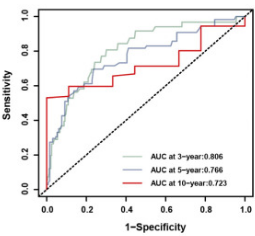 Sensitivity
1.0
0.8
0.6
0.4
0.2
0.0
AUC at 3-year:0.806
AUC at 5-year:0.766
AUC at 10-year:0.723
0.0 0.2 0.4 0.6 0.8 1.0
1-Specificity